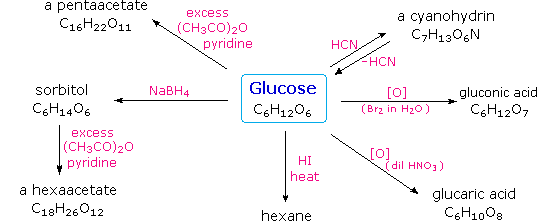 a pentaacetate
C₁₆H₂₂O₁₁
excess
(CH₃CO)₂O
pyridine
HCN
–HCN
a cyanohydrin
C₇H₁₃O₆N
sorbitol
C₆H₁₄O₆
NaBH₄
Glucose
C₆H₁₂O₆
[O]
(Br₂ in H₂O)
gluconic acid
C₆H₁₂O₇
excess
(CH₃CO)₂O
pyridine
HI
heat
[O]
(dil HNO₃)
a hexaacetate
C₁₈H₂₆O₁₂
hexane
glucaric acid
C₆H₁₀O₈